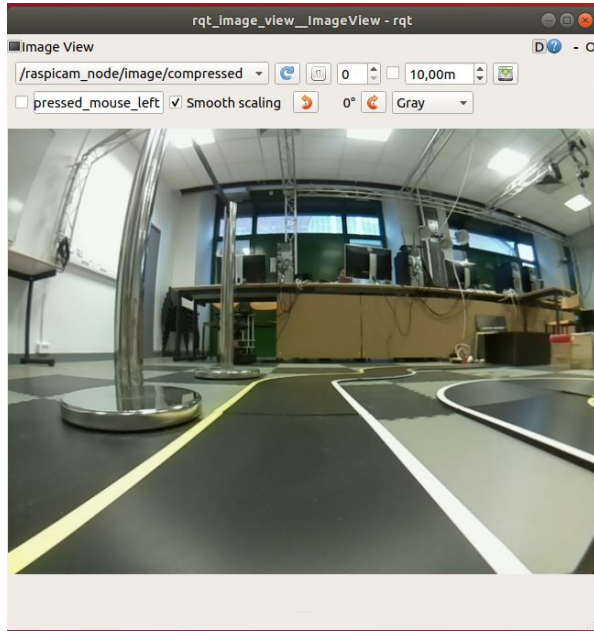 rqt_image_view__ImageView - rqt
Image View
D - O
/raspicam_node/image/compressed 0 10,00m
pressed_mouse_left Smooth scaling 0° Gray